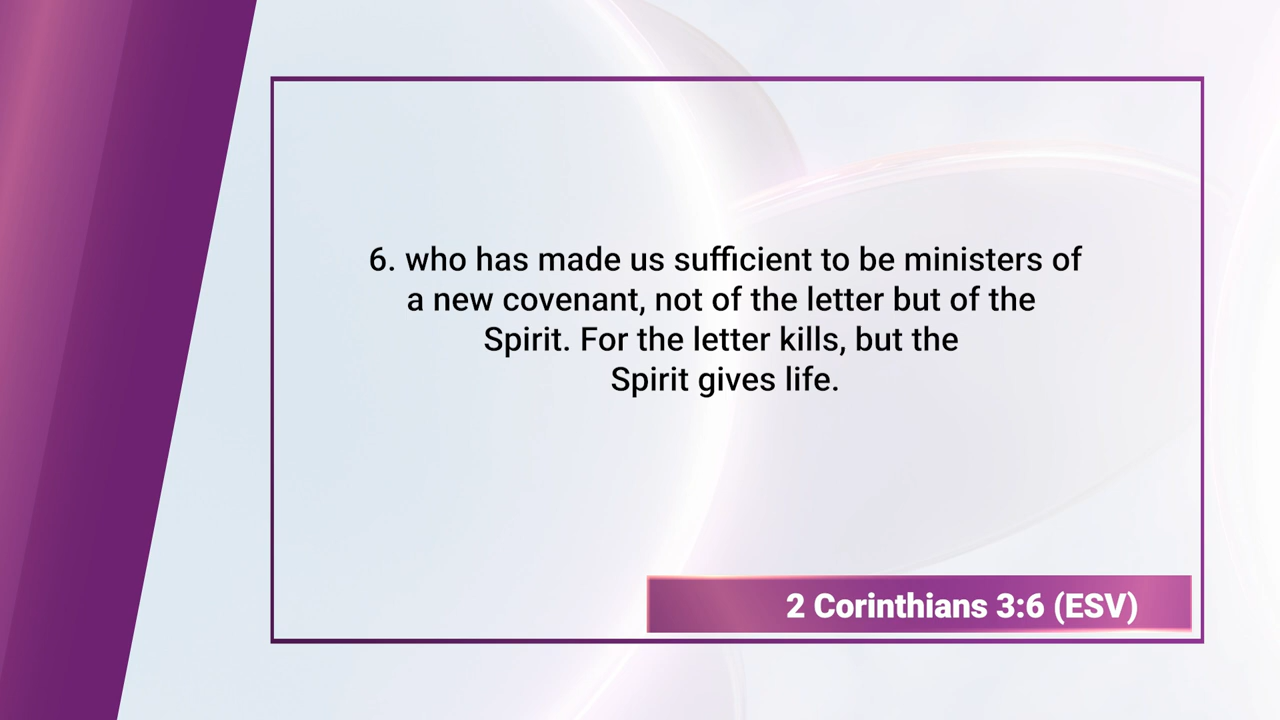 6. who has made us sufficient to be ministers of
a new covenant, not of the letter but of the
Spirit. For the letter kills, but the
Spirit gives life.
2 Corinthians 3:6 (ESV)